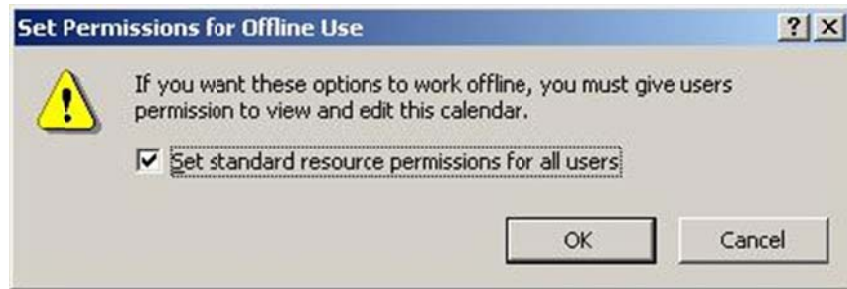 Set Permissions for Offline Use
If you want these options to work offline, you must give users
permission to view and edit this calendar.
Set standard resource permissions for all users
OK Cancel